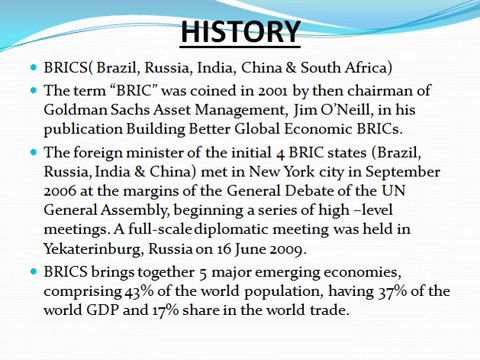 HISTORY
BRICS( Brazil, Russia, India, China & South Africa)
The term “BRIC” was coined in 2001 by then chairman of
Goldman Sachs Asset Management, Jim O’Neill, in his
publication Building Better Global Economic BRICs.
The foreign minister of the initial 4 BRIC states (Brazil,
Russia, India & China) met in New York city in September
2006 at the margins of the General Debate of the UN
General Assembly, beginning a series of high –level
meetings. A full-scale diplomatic meeting was held in
Yekaterinburg, Russia on 16 June 2009.
BRICS brings together 5 major emerging economies,
comprising 43% of the world population, having 37% of the
world GDP and 17% share in the world trade.